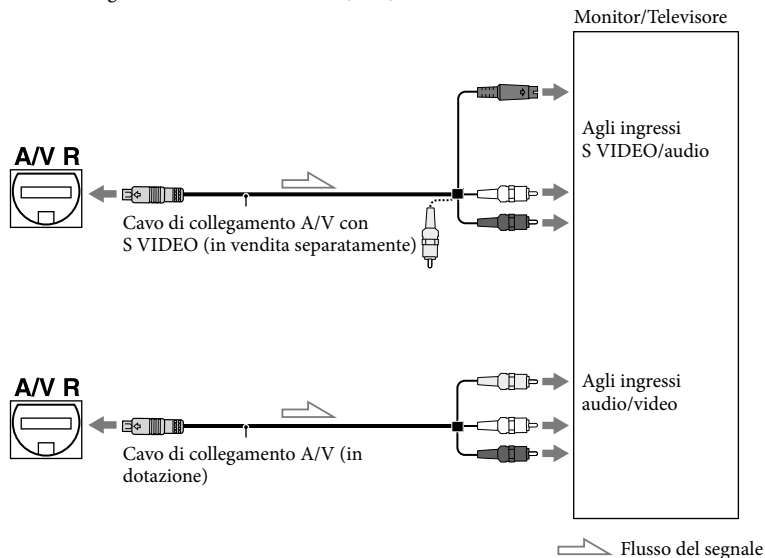 Monitor/Televisore
Agli ingressi
S VIDEO/audio
A/V R
Cavo di collegamento A/V con
S VIDEO (in vendita separatamente)
A/V R
Agli ingressi
audio/video
Cavo di collegamento A/V (in
dotazione)
Flusso del segnale